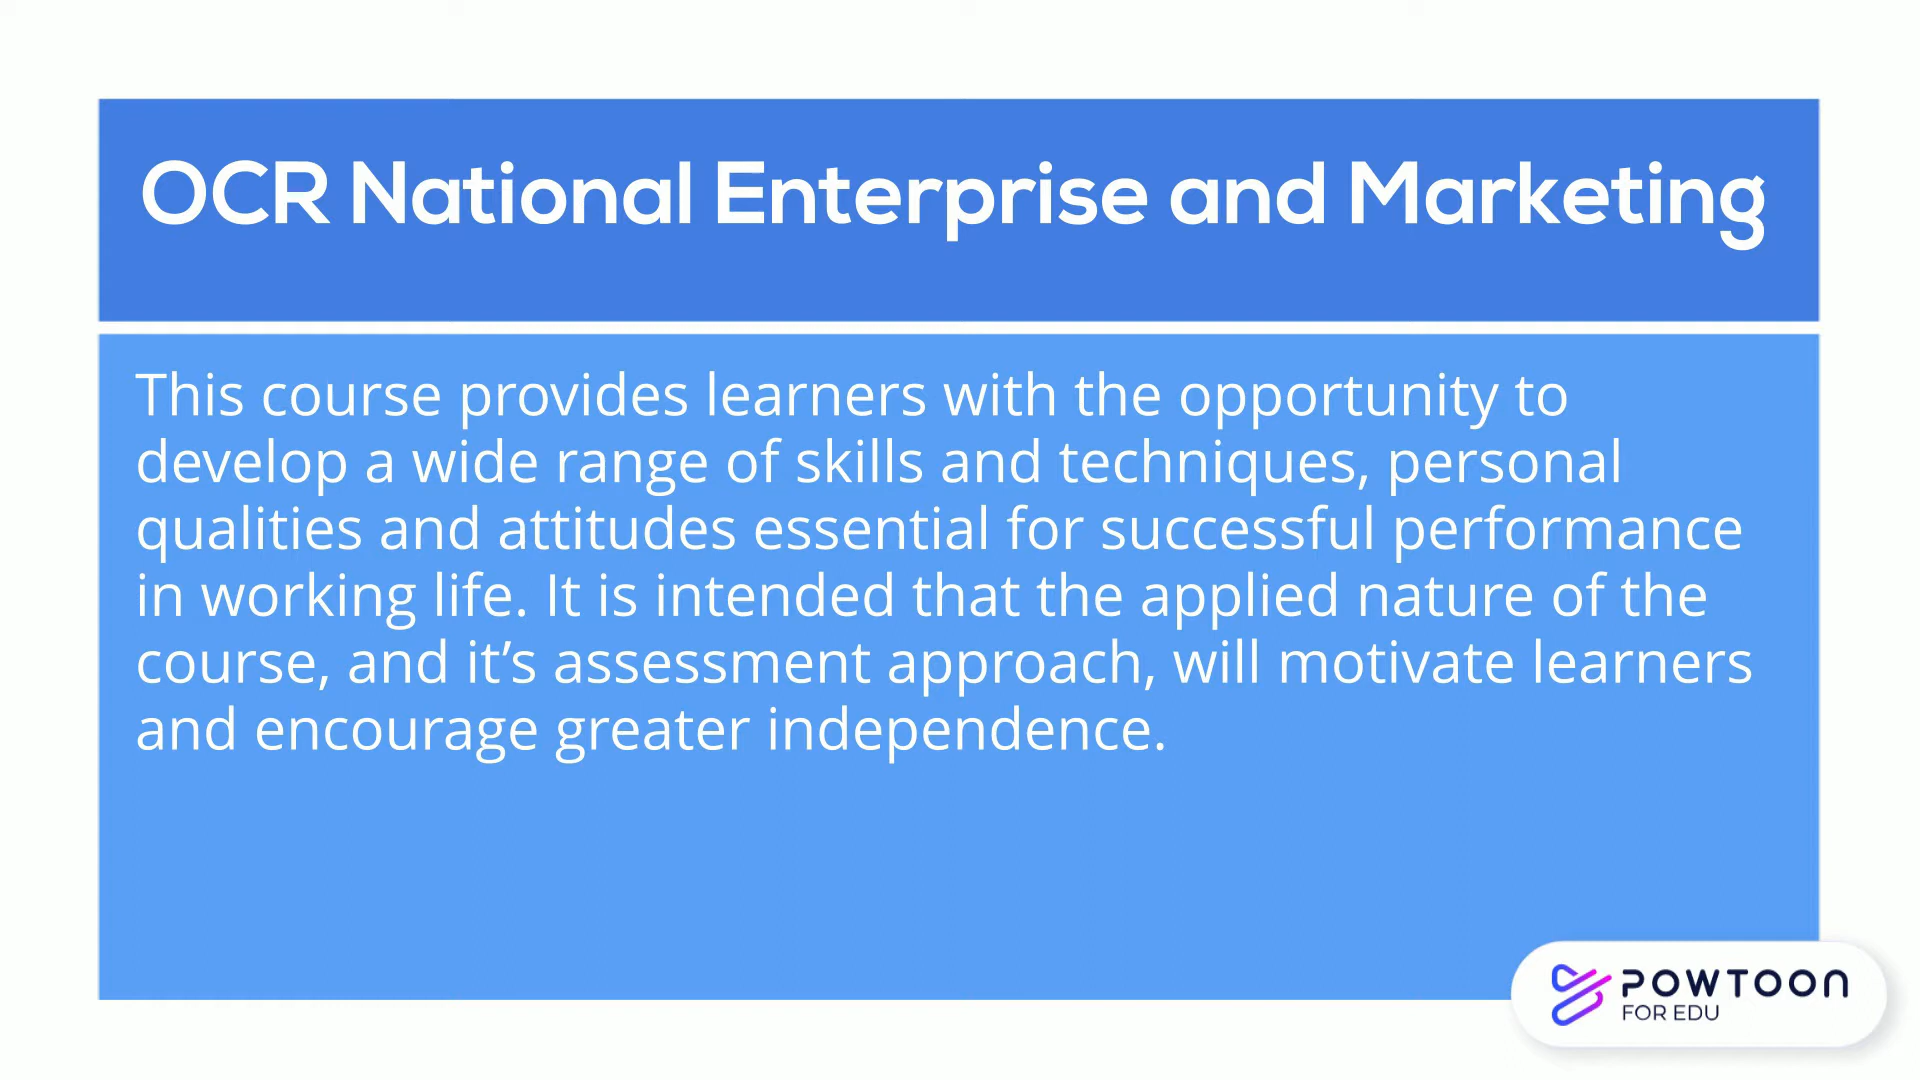 OCR National Enterprise and Marketing
This course provides learners with the opportunity to
develop a wide range of skills and techniques, personal
qualities and attitudes essential for successful performance
in working life. It is intended that the applied nature of the
course, and it’s assessment approach, will motivate learners
and encourage greater independence.
POWTOON
FOR EDU